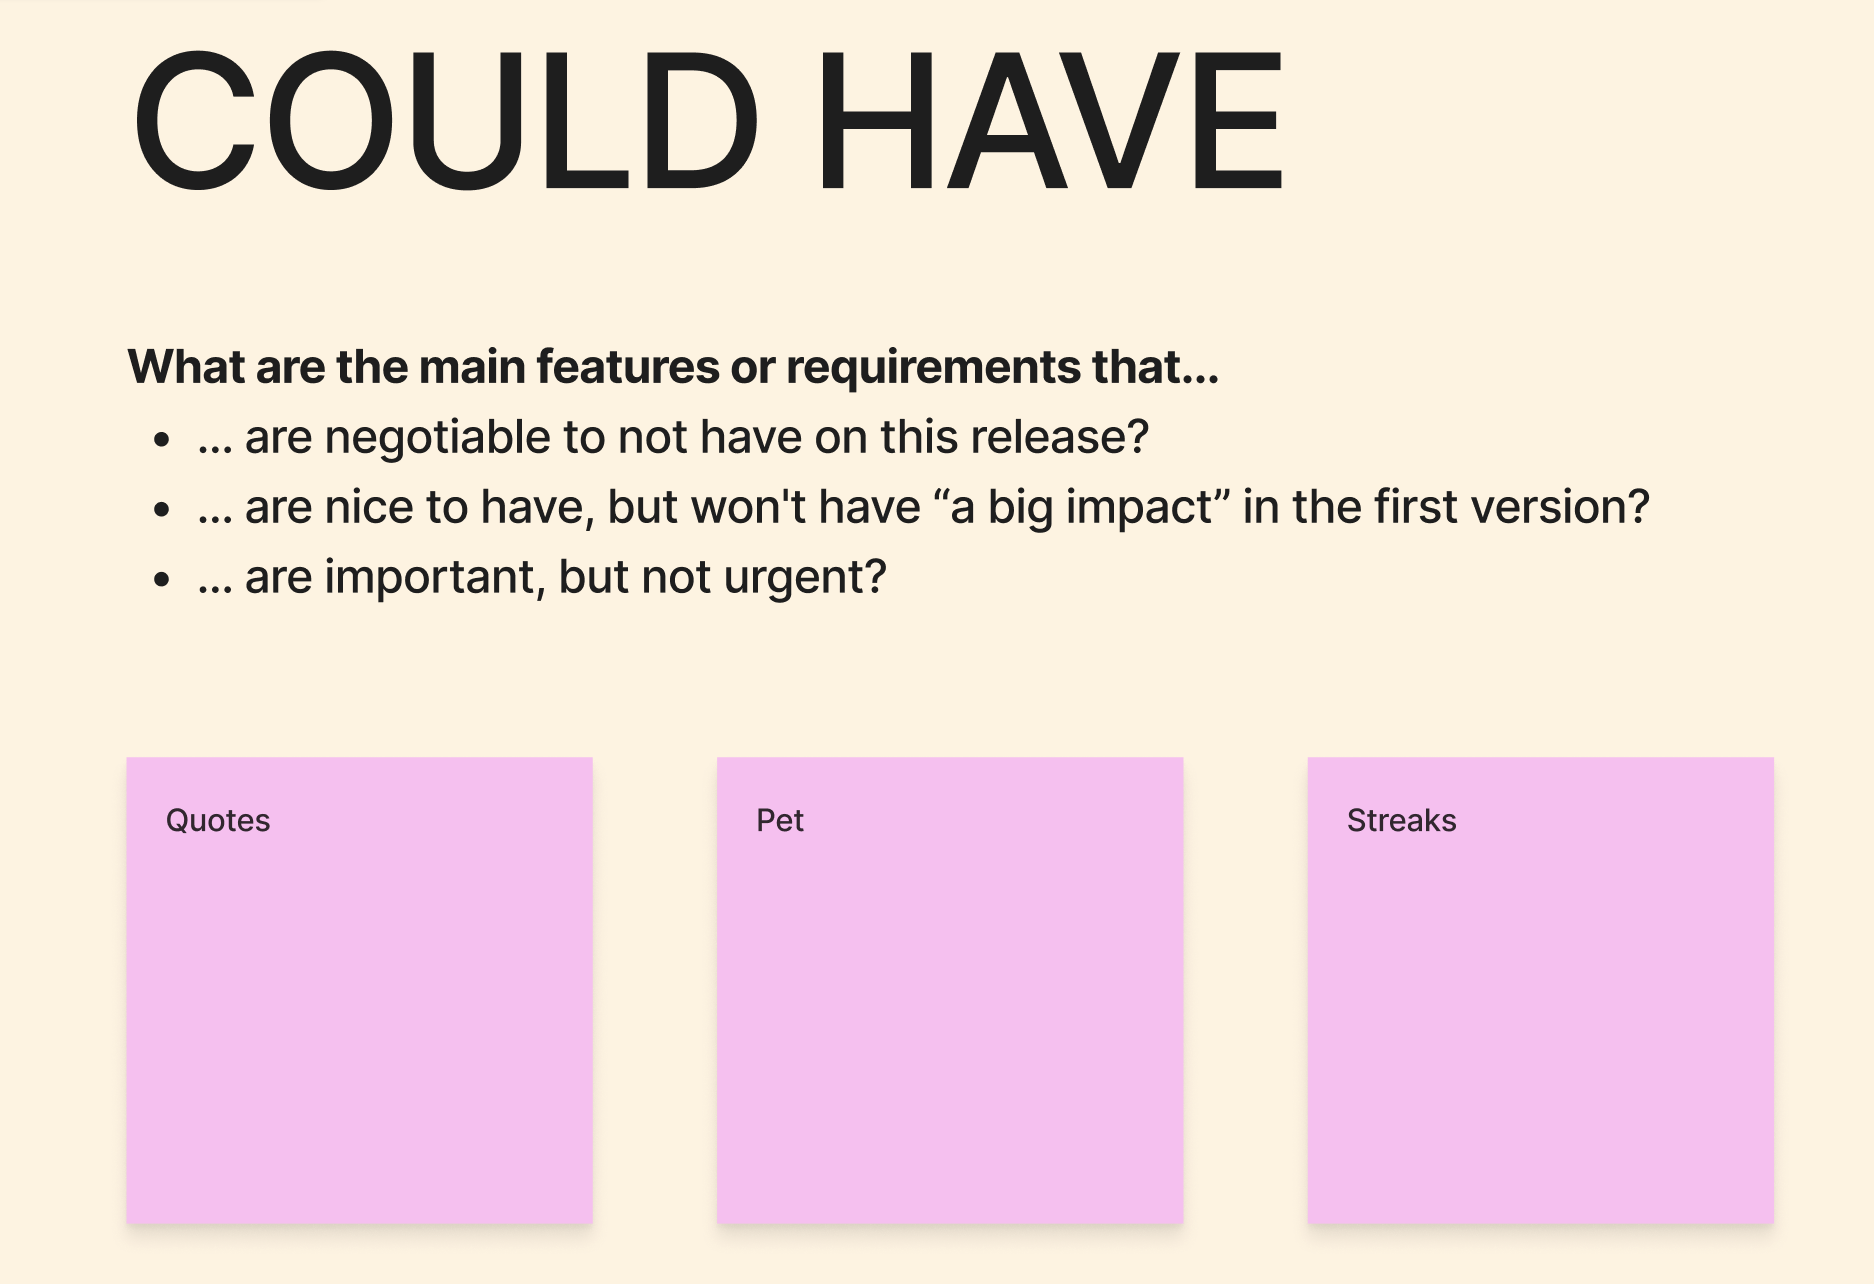 COULD HAVE
What are the main features or requirements that...
• ... are negotiable to not have on this release?
• ... are nice to have, but won't have “a big impact” in the first version?
• ... are important, but not urgent?
Quotes
Pet
Streaks